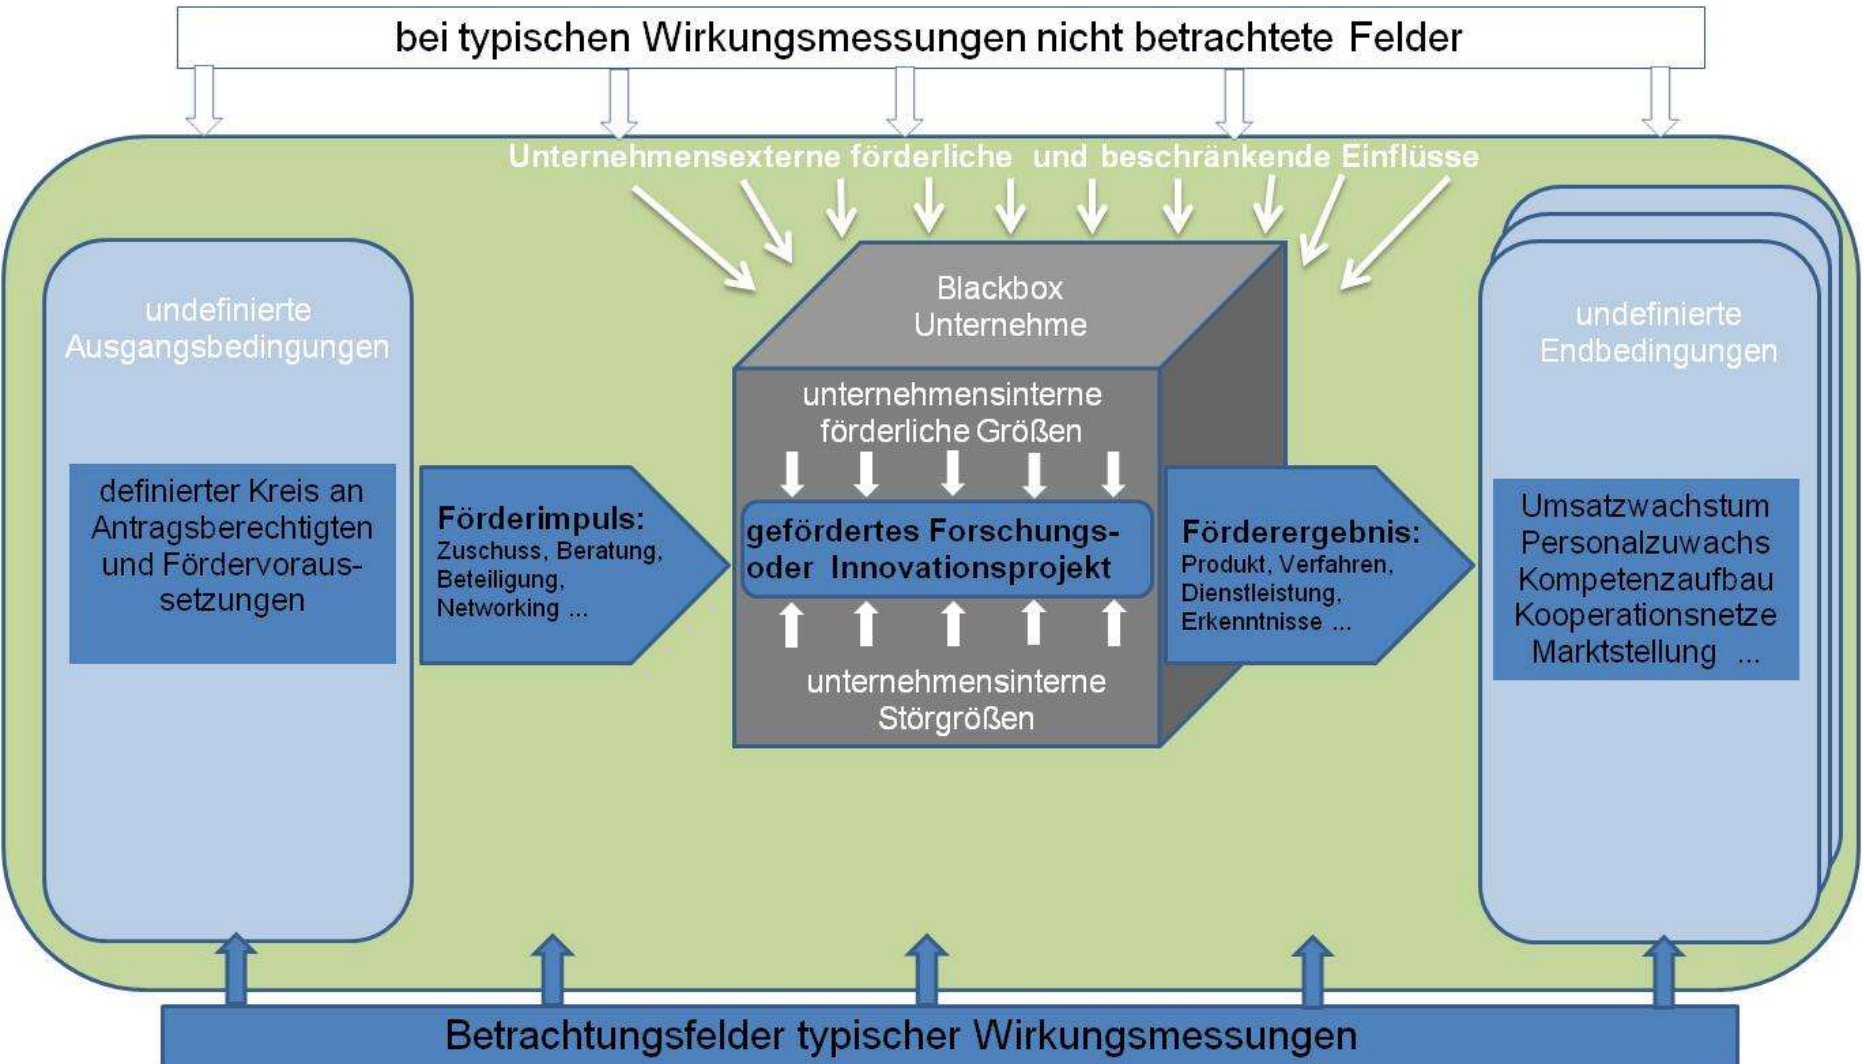 bei typischen Wirkungsmessungen nicht betrachtete Felder
Unternehmensexterne förderliche und beschränkende Einflüsse
undefinierte
Ausgangsbedingungen
definierter Kreis an
Antragsberechtigten
und Fördervoraus-
setzungen
Förderimpuls:
Zuschuss, Beratung,
Beteiligung,
Networking ...
Blackbox
Unternehme
unternehmensinterne
förderliche Größen
gefördertes Forschungs-
oder Innovationsprojekt
unternehmensinterne
Störgrößen
Förderergebnis:
Produkt, Verfahren,
Dienstleistung,
Erkenntnisse ...
undefinierte
Endbedingungen
Umsatzwachstum
Personalzuwachs
Kompetenzaufbau
Kooperationsnetze
Marktstellung ...
Betrachtungsfelder typischer Wirkungsmessungen